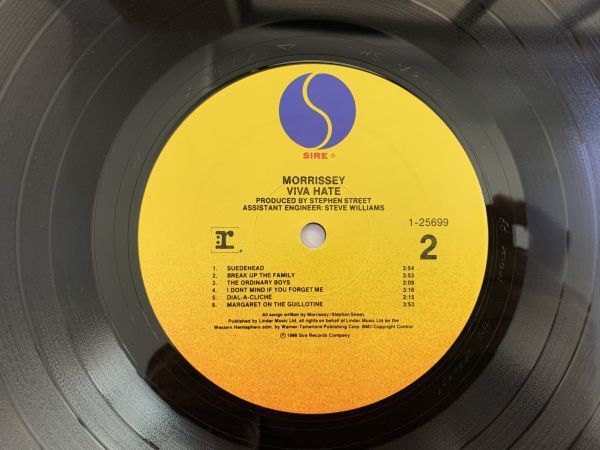 SIRE ®
MORRISSEY
VIVA HATE
PRODUCED BY STEPHEN STREET
ASSISTANT ENGINEER: STEVE WILLIAMS
1-25699
r
2
1. SUEDEHEAD 3:54
2. BREAK UP THE FAMILY 3:53
3. THE ORDINARY BOYS 3:09
4. I DONT MIND IF YOU FORGET ME 3:16
5. DIAL-A-CLICHÉ 2:15
6. MARGARET ON THE GUILLOTINE 3:53
All songs written by Morrissey/Stephen Street.
Published by Linder Music Ltd, all rights on behalf of Linder Music Ltd for the
Western Hemisphere adm. by Warner-Tamerlane Publishing Corp. BMI/Copyright Control
℗ 1988 Sire Records Company